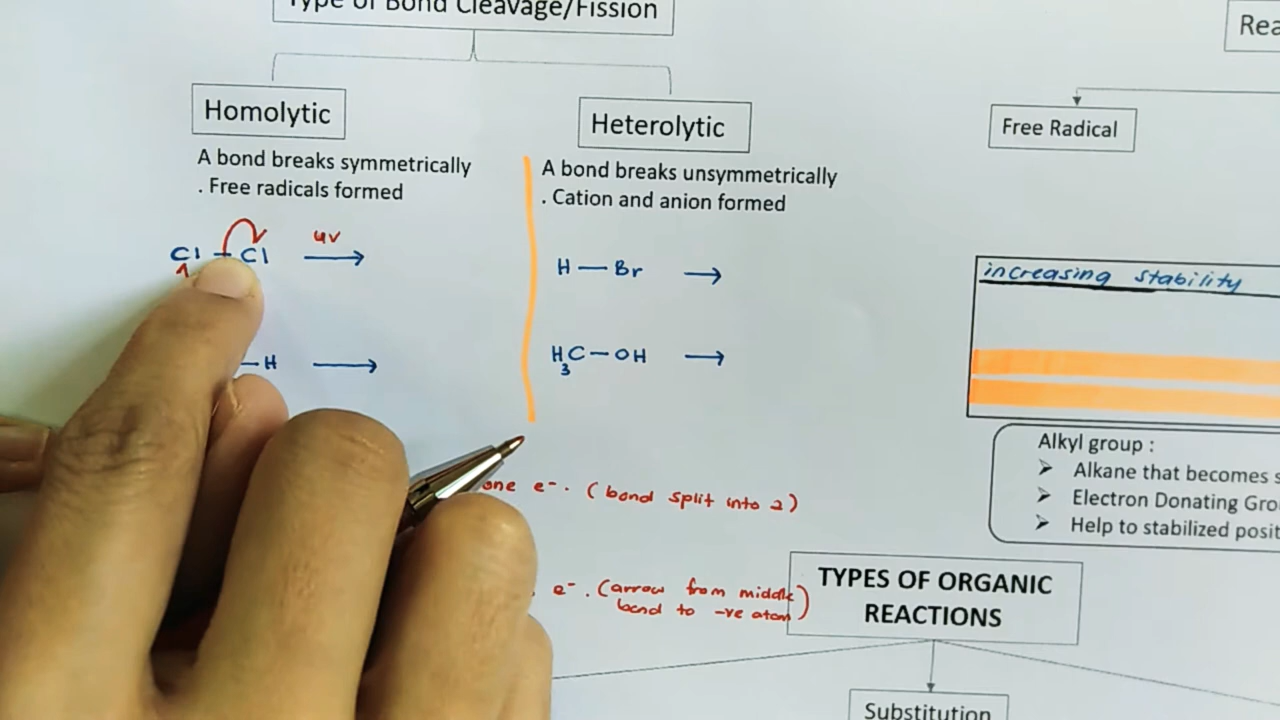 Type of Bond Cleavage/Fission
Homolytic
A bond breaks symmetrically
. Free radicals formed
Cl — Cl uv ⟶
—H ⟶
Heterolytic
A bond breaks unsymmetrically
. Cation and anion formed
H — Br ⟶
H₃C — OH ⟶
one e⁻. (bond split into 2)
e⁻. (arrow from middle
bond to -ve atom)
Free Radical
increasing stability
Alkyl group :
➢ Alkane that becomes
➢ Electron Donating
➢ Help to stabilized
TYPES OF ORGANIC
REACTIONS
Substitution